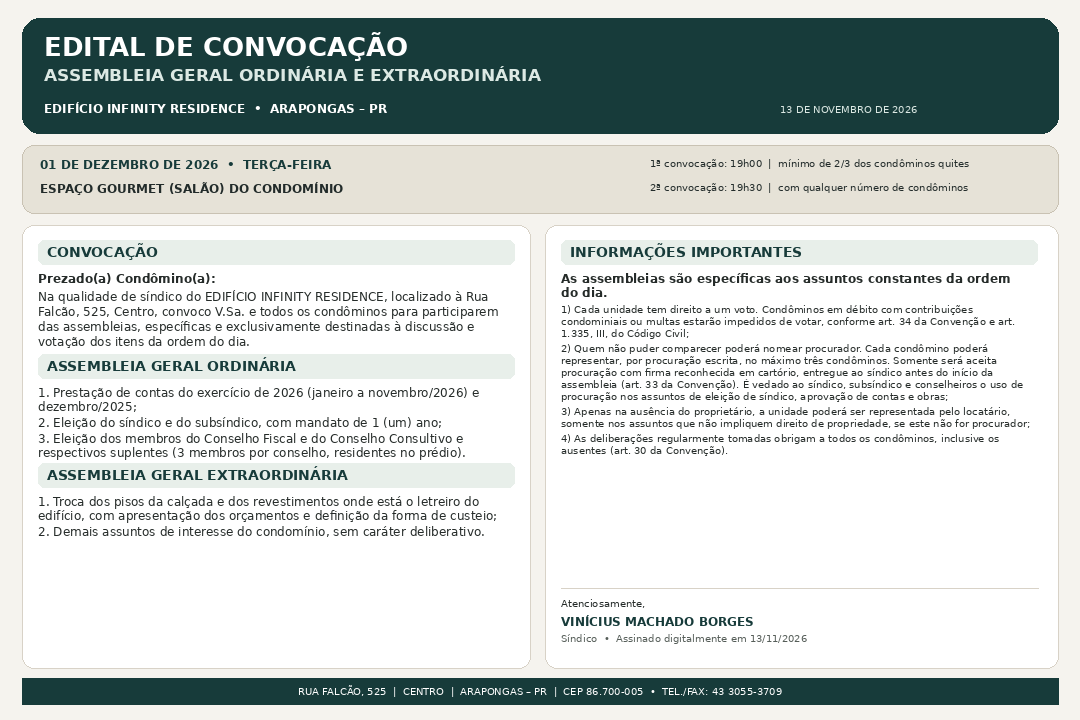 EDITAL DE CONVOCAÇÃO
ASSEMBLEIA GERAL ORDINÁRIA E EXTRAORDINÁRIA
EDIFÍCIO INFINITY RESIDENCE • ARAPONGAS – PR
13 DE NOVEMBRO DE 2026
01 DE DEZEMBRO DE 2026 • TERÇA-FEIRA
ESPAÇO GOURMET (SALÃO) DO CONDOMÍNIO
1ª convocação: 19h00 | mínimo de 2/3 dos condôminos quites
2ª convocação: 19h30 | com qualquer número de condôminos
CONVOCAÇÃO
Prezado(a) Condômino(a):
Na qualidade de síndico do EDIFÍCIO INFINITY RESIDENCE, localizado à Rua
Falcão, 525, Centro, convoco V.Sa. e todos os condôminos para participarem
das assembleias, específicas e exclusivamente destinadas à discussão e
votação dos itens da ordem do dia.
ASSEMBLEIA GERAL ORDINÁRIA
1. Prestação de contas do exercício de 2026 (janeiro a novembro/2026) e
dezembro/2025;
2. Eleição do síndico e do subsíndico, com mandato de 1 (um) ano;
3. Eleição dos membros do Conselho Fiscal e do Conselho Consultivo e
respectivos suplentes (3 membros por conselho, residentes no prédio).
ASSEMBLEIA GERAL EXTRAORDINÁRIA
1. Troca dos pisos da calçada e dos revestimentos onde está o letreiro do
edifício, com apresentação dos orçamentos e definição da forma de custeio;
2. Demais assuntos de interesse do condomínio, sem caráter deliberativo.
INFORMAÇÕES IMPORTANTES
As assembleias são específicas aos assuntos constantes da ordem
do dia.
1) Cada unidade tem direito a um voto. Condôminos em débito com contribuições
condominiais ou multas estarão impedidos de votar, conforme art. 34 da Convenção e art.
1.335, III, do Código Civil;
2) Quem não puder comparecer poderá nomear procurador. Cada condômino poderá
representar, por procuração escrita, no máximo três condôminos. Somente será aceita
procuração com firma reconhecida em cartório, entregue ao síndico antes do início da
assembleia (art. 33 da Convenção). É vedado ao síndico, subsíndico e conselheiros o uso de
procuração nos assuntos de eleição de síndico, aprovação de contas e obras;
3) Apenas na ausência do proprietário, a unidade poderá ser representada pelo locatário,
somente nos assuntos que não impliquem direito de propriedade, se este não for procurador;
4) As deliberações regularmente tomadas obrigam a todos os condôminos, inclusive os
ausentes (art. 30 da Convenção).
Atenciosamente,
VINÍCIUS MACHADO BORGES
Síndico • Assinado digitalmente em 13/11/2026
RUA FALCÃO, 525 | CENTRO | ARAPONGAS – PR | CEP 86.700-005 • TEL./FAX: 43 3055-3709